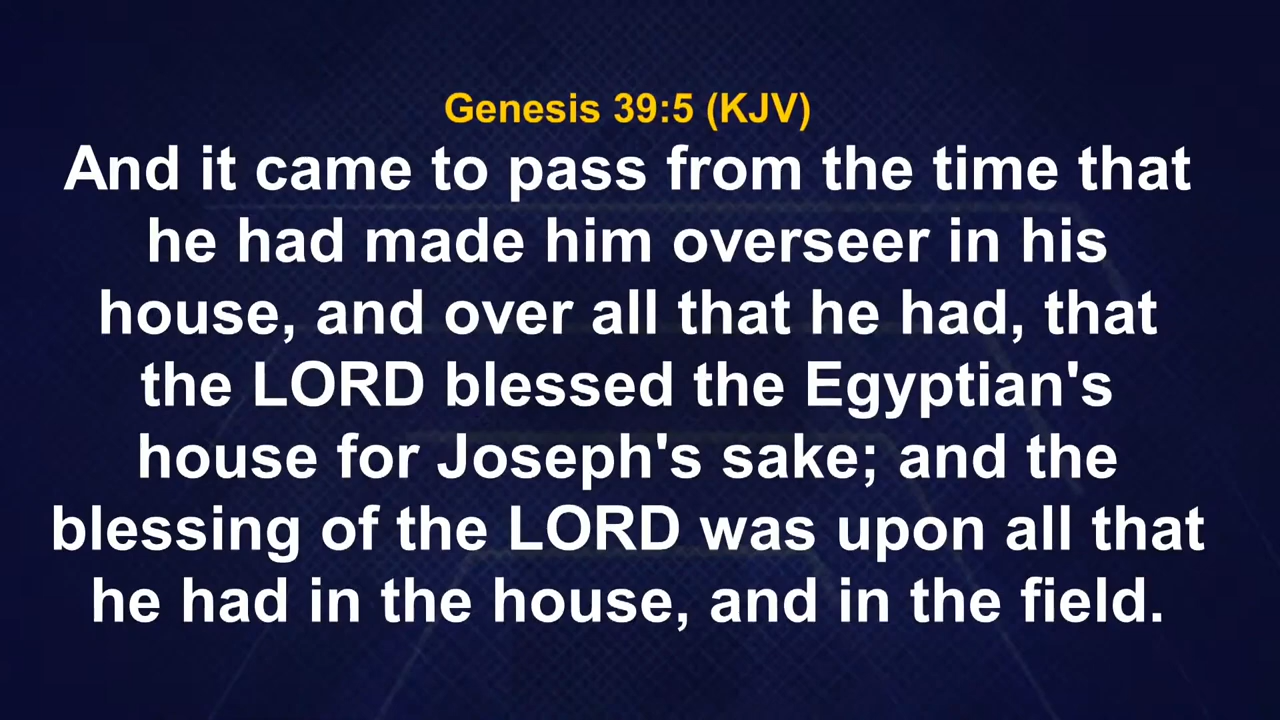 Genesis 39:5 (KJV)
And it came to pass from the time that
he had made him overseer in his
house, and over all that he had, that
the LORD blessed the Egyptian's
house for Joseph's sake; and the
blessing of the LORD was upon all that
he had in the house, and in the field.